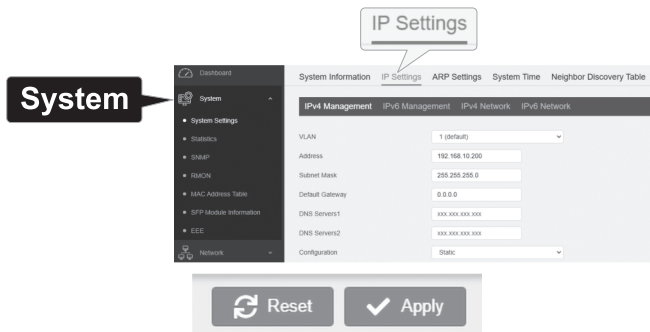 IP Settings
Dashboard
System Information IP Settings ARP Settings System Time Neighbor Discovery Table
System
System
IPv4 Management IPv6 Management IPv4 Network IPv6 Network
System Settings
Statistics
VLAN 1 (default)
SNMP
Address 192.168.10.200
RMON
Subnet Mask 255.255.255.0
MAC Address Table
Default Gateway 0.0.0.0
SFP Module Information
DNS Servers1 xxx.xxx.xxx.xxx
EEE
DNS Servers2 xxx.xxx.xxx.xxx
Network
Configuration Static
Reset Apply